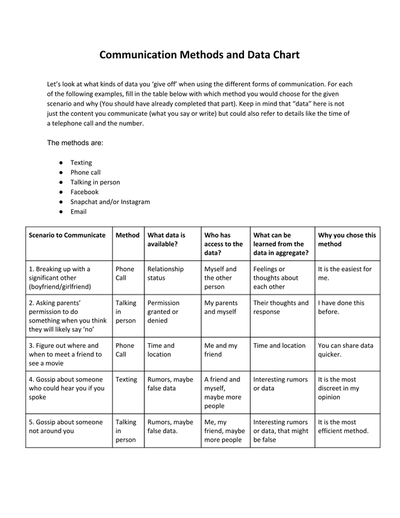 Communication Methods and Data Chart
Let's look at what kinds of data you 'give off' when using the different forms of communication. For each
of the following examples, fill in the table below with which method you would choose for the given
scenario and why (You should have already completed that part). Keep in mind that "data" here is not
just the content you communicate (what you say or write) but could also refer to details like the time of
a telephone call and the number.
The methods are:
● Texting
● Phone call
● Talking in person
● Facebook
● Snapchat and/or Instagram
● Email
Scenario to Communicate
Method
What data is
available?
Who has
access to the
data?
What can be
learned from the
data in aggregate?
Why you chose this
method
1. Breaking up with a
significant other
(boyfriend/girlfriend)
Phone
Call
Relationship
status
Myself and
the other
person
Feelings or
thoughts about
each other
It is the easiest for
me.
2. Asking parents'
permission to do
something when you think
they will likely say 'no'
Talking
in
person
Permission
granted or
denied
My parents
and myself
Their thoughts and
response
I have done this
before.
3. Figure out where and
when to meet a friend to
see a movie
Phone
Call
Time and
location
Me and my
friend
Time and location
You can share data
quicker.
4. Gossip about someone
who could hear you if you
spoke
Texting
Rumors, maybe
false data
A friend and
myself,
maybe more
people
Interesting rumors
or data
It is the most
discreet in my
opinion
5. Gossip about someone
not around you
Talking
in
person
Rumors, maybe
false data.
Me, my
friend, maybe
more people
Interesting rumors
or data, that might
be false
It is the most
efficient method.